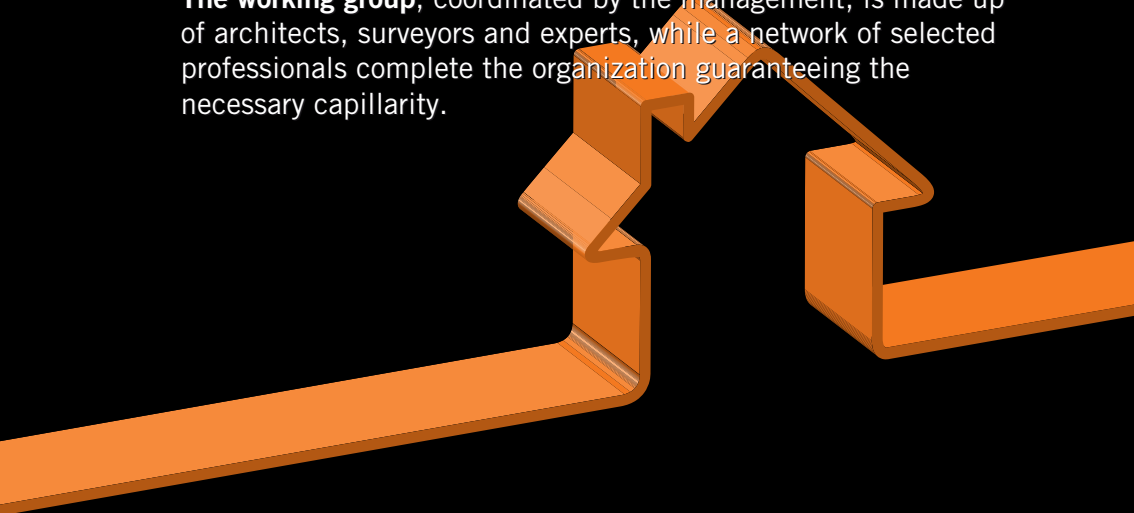 The working group, coordinated by the management, is made up
of architects, surveyors and experts, while a network of selected
professionals complete the organization guaranteeing the
necessary capillarity.